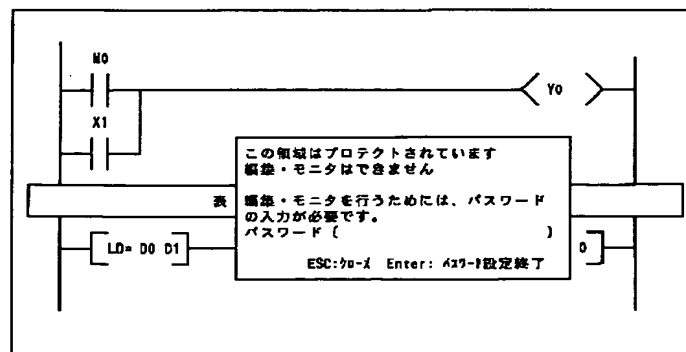 M0
Y0
X1
この領域はプロテクトされています
編集・モニタはできません
表 編集・モニタを行うためには、パスワード
の入力が必要です。
パスワード〔 〕
LD= D0 D1
D
ESC:クローズ Enter: パスワード設定終了